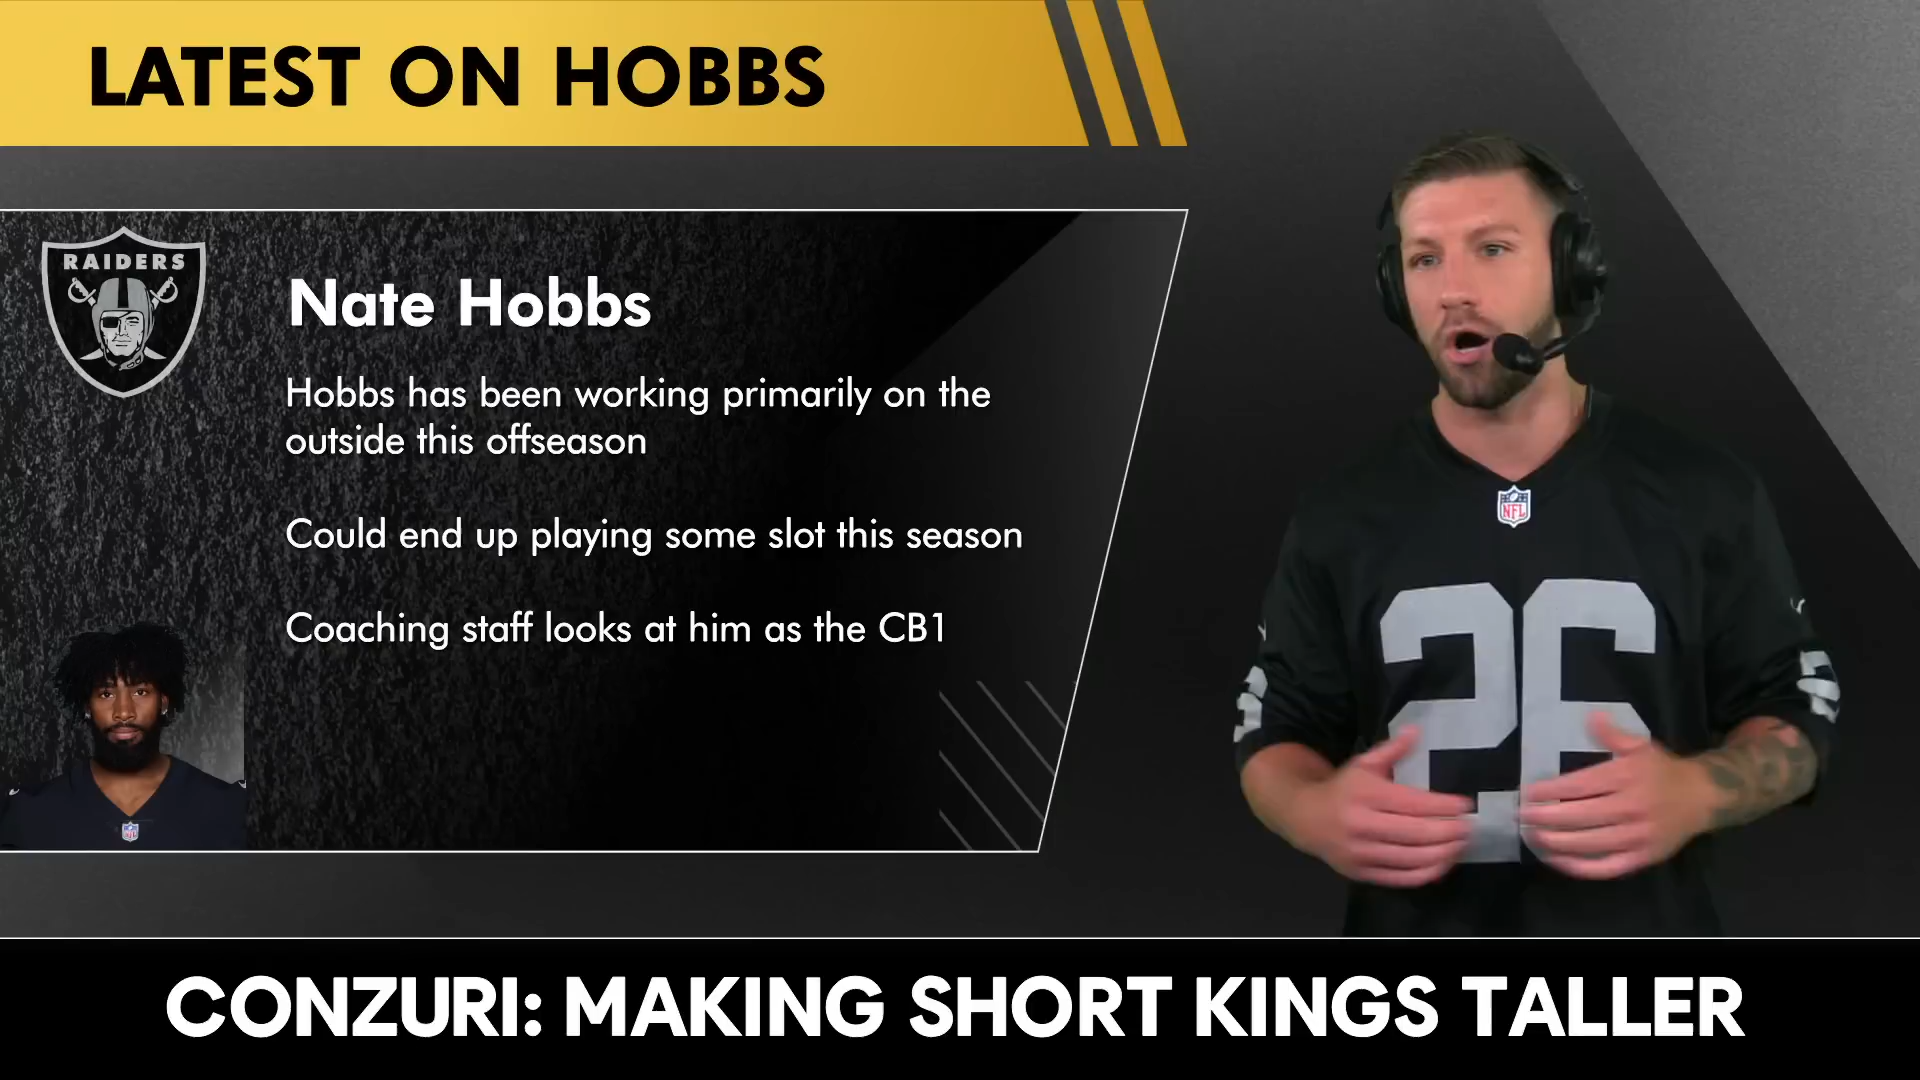 LATEST ON HOBBS
RAIDERS
Nate Hobbs
Hobbs has been working primarily on the
outside this offseason
Could end up playing some slot this season
Coaching staff looks at him as the CB1
NFL
26
CONZURI: MAKING SHORT KINGS TALLER